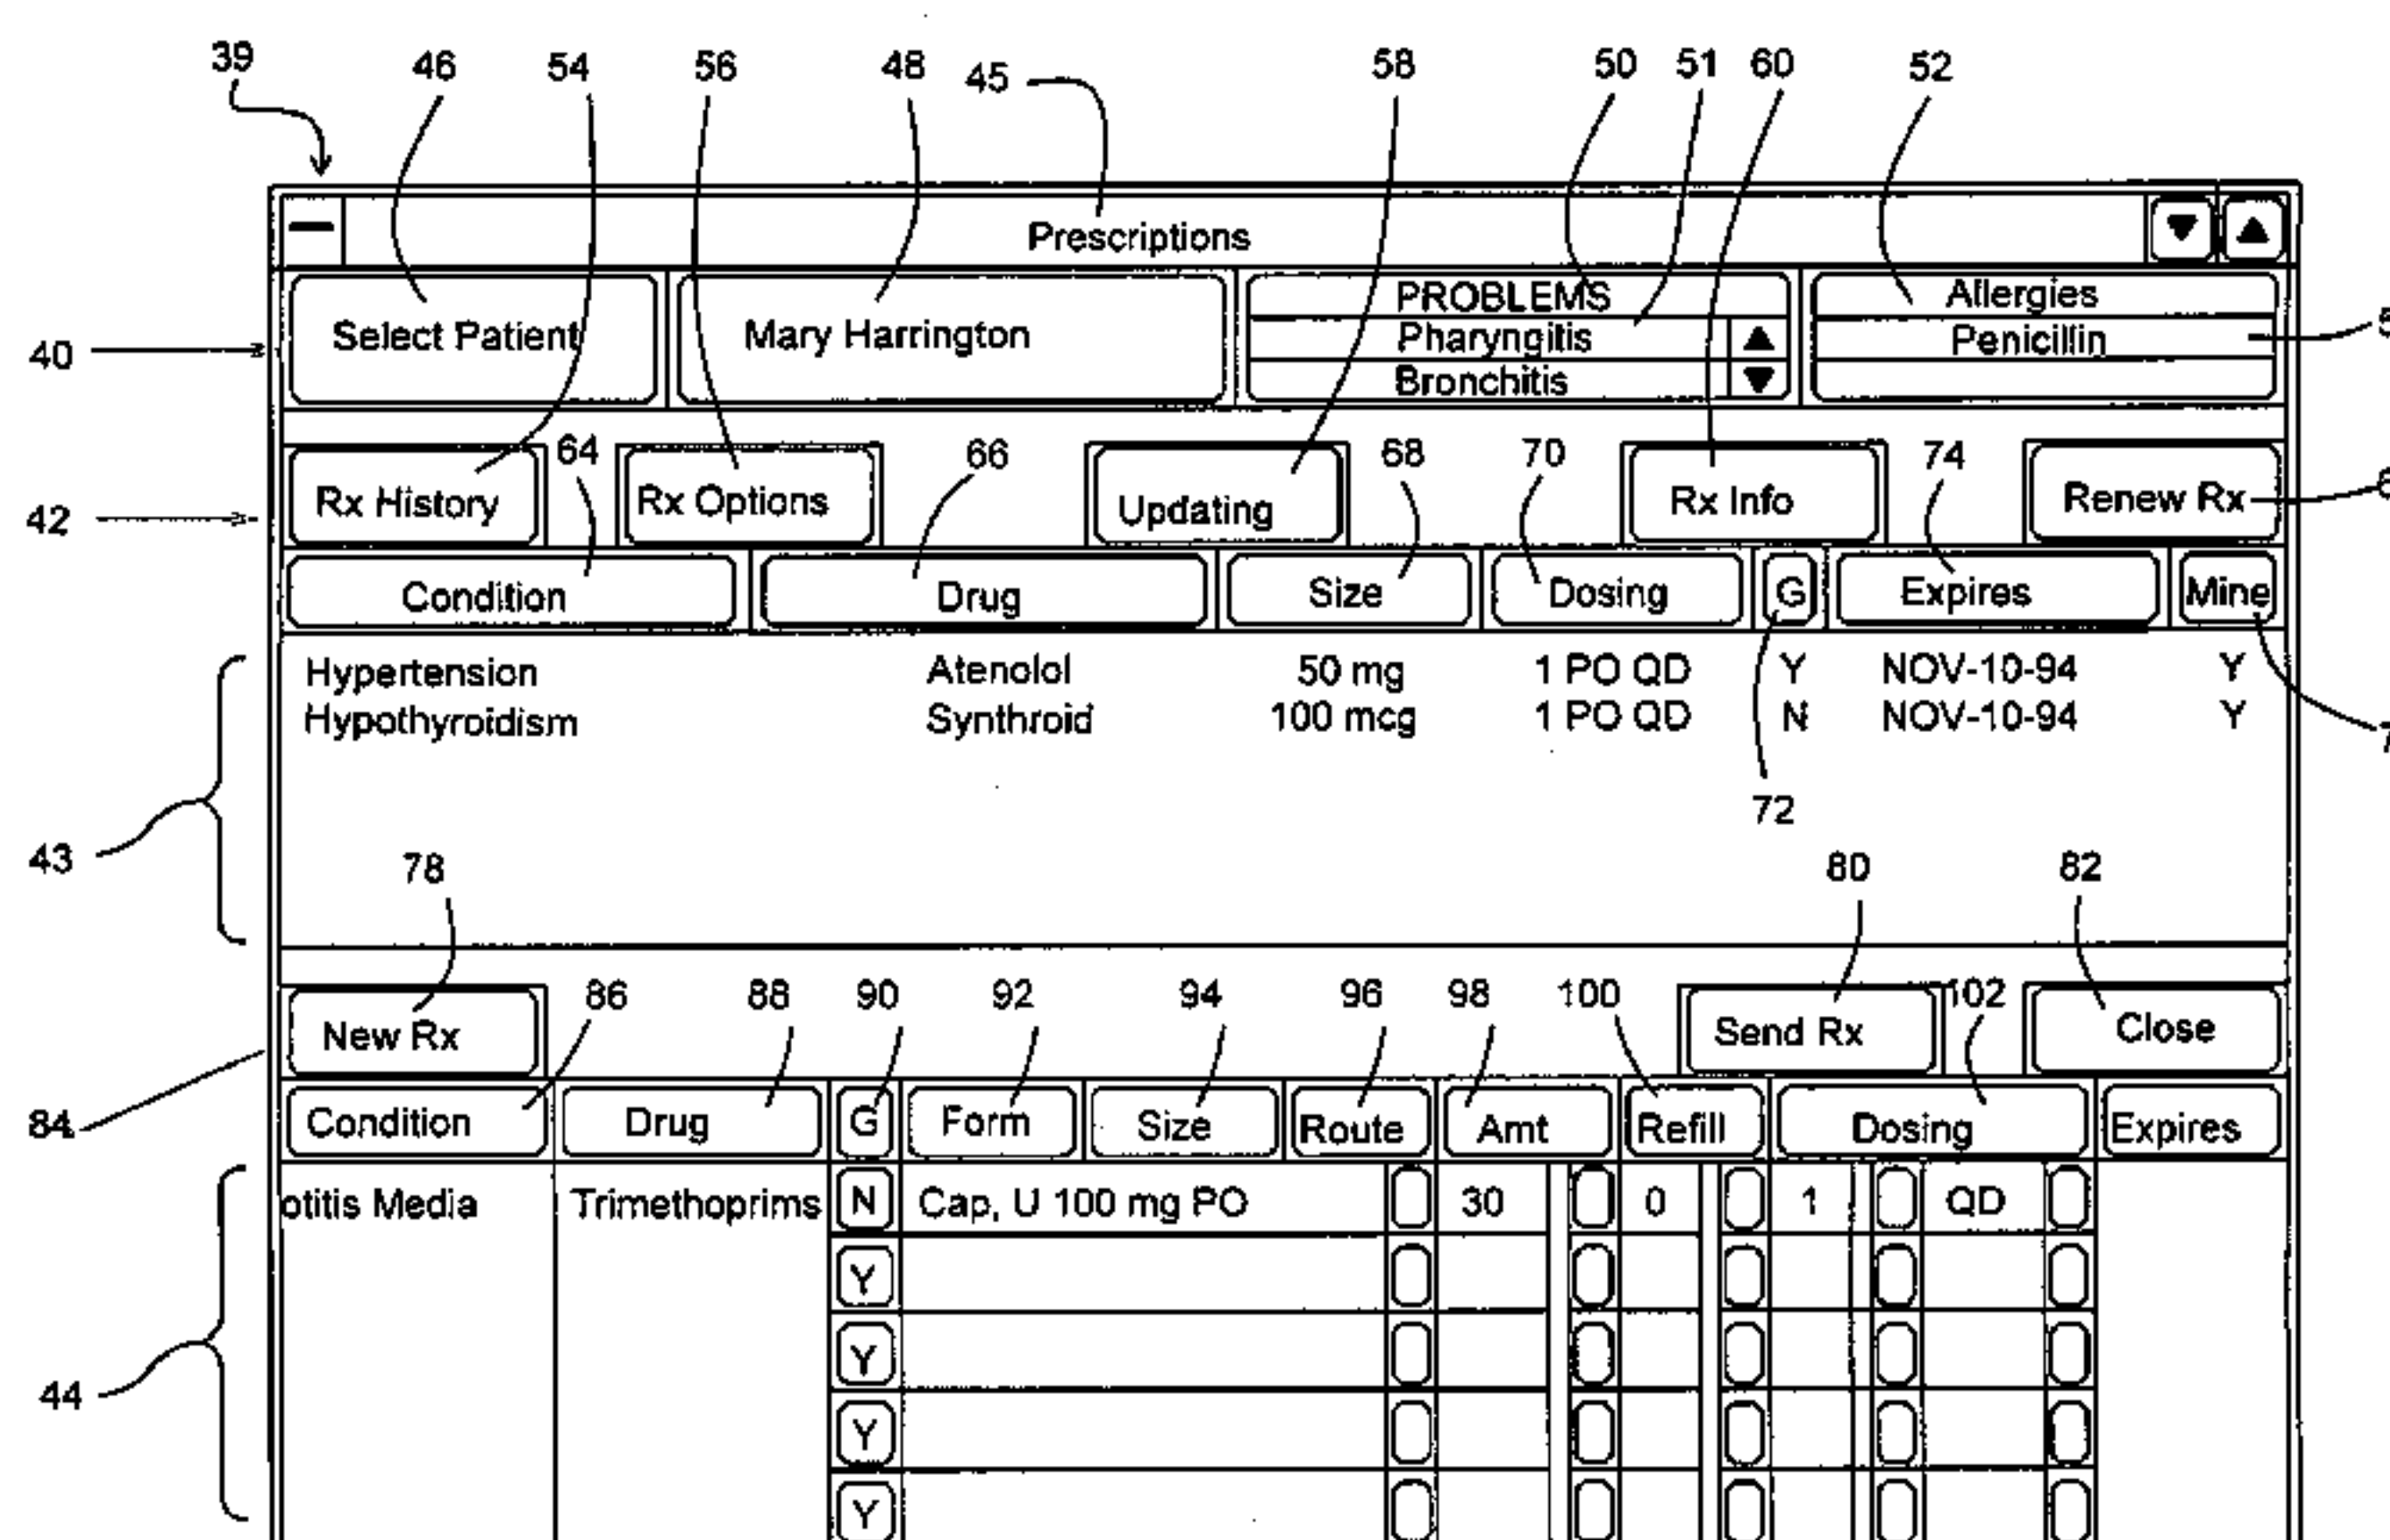 39 46 54 56 48 45 58 50 51 60 52
Prescriptions
40 Select Patient Mary Harrington PROBLEMS Allergies
Pharyngitis Penicillin
Bronchitis
64 66 68 70 74
42 Rx History Rx Options Updating Rx Info Renew Rx
Condition Drug Size Dosing G Expires Mine
Hypertension Atenolol 50 mg 1 PO QD Y NOV-10-94 Y
Hypothyroidism Synthroid 100 mcg 1 PO QD N NOV-10-94 Y
72
43
78 80 82
86 88 90 92 94 96 98 100 102
New Rx Send Rx Close
84 Condition Drug G Form Size Route Amt Refill Dosing Expires
otitis Media Trimethoprims N Cap, U 100 mg PO 30 0 1 QD
Y
Y
44 Y
Y